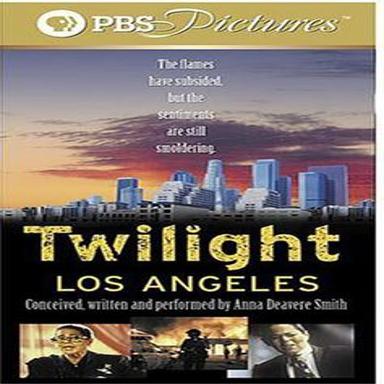 PBS Pictures™
The flames
have subsided,
but the
sentiments
are still
smoldering.
Twilight
LOS ANGELES
Conceived, written and performed by Anna Deavere Smith